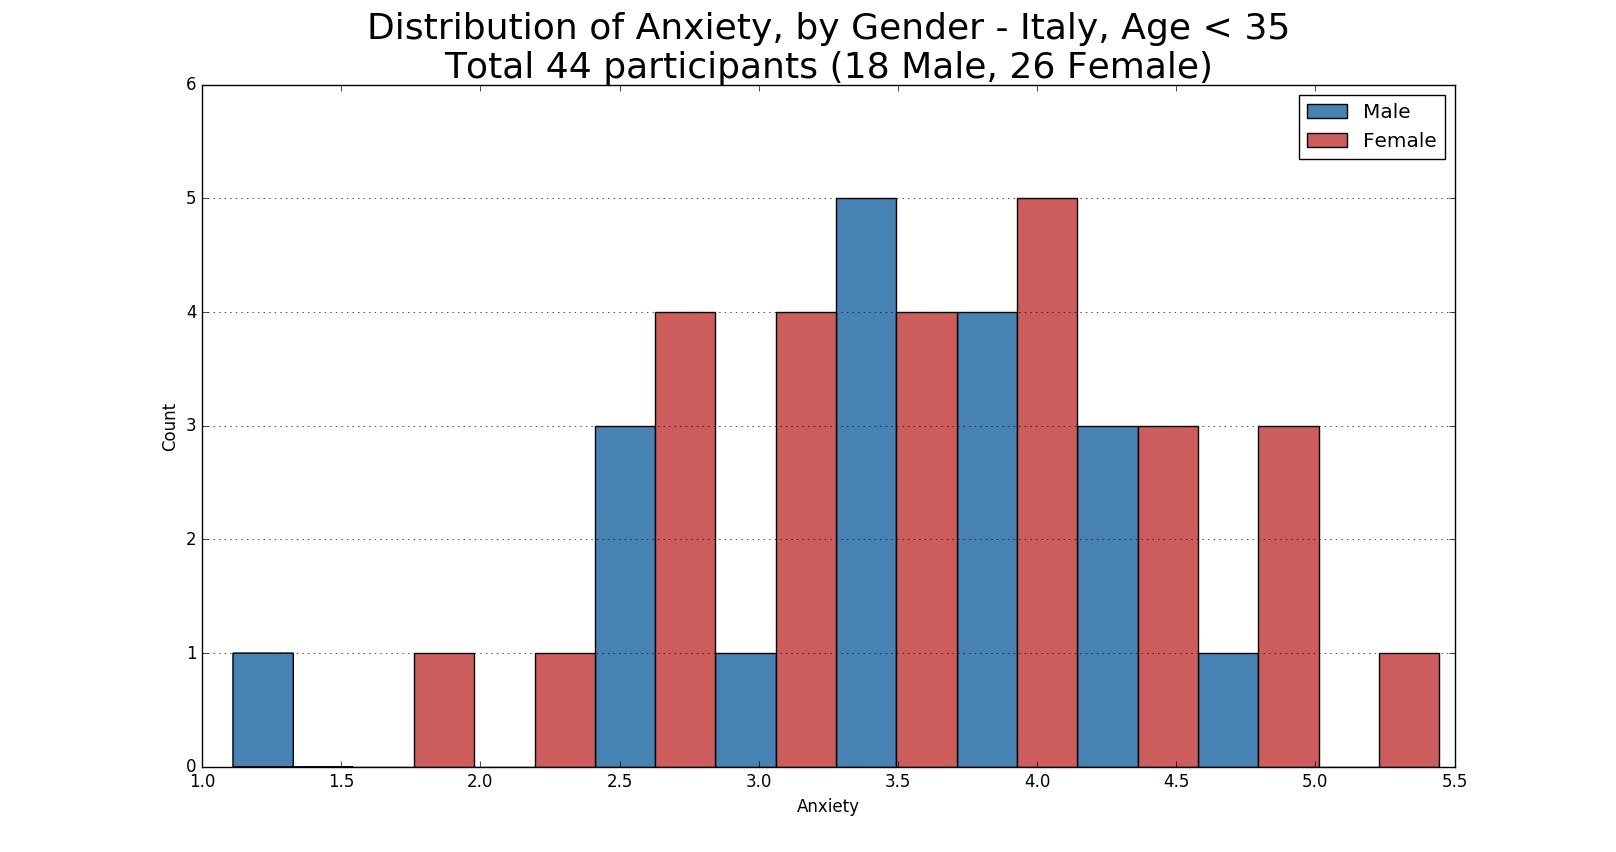 Distribution of Anxiety, by Gender - Italy, Age < 35
Total 44 participants (18 Male, 26 Female)
6
5
4
3
2
1
0
Count
Male
Female
1.0 1.5 2.0 2.5 3.0 3.5 4.0 4.5 5.0 5.5
Anxiety